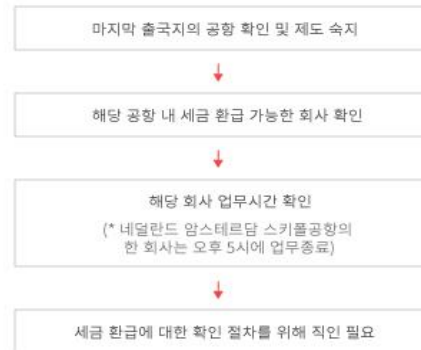 마지막 출국지의 공항 확인 및 제도 숙지
해당 공항 내 세금 환급 가능한 회사 확인
해당 회사 업무시간 확인
(* 네덜란드 암스테르담 스키폴공항의
한 회사는 오후 5시에 업무종료)
세금 환급에 대한 확인 절차를 위해 직인 필요